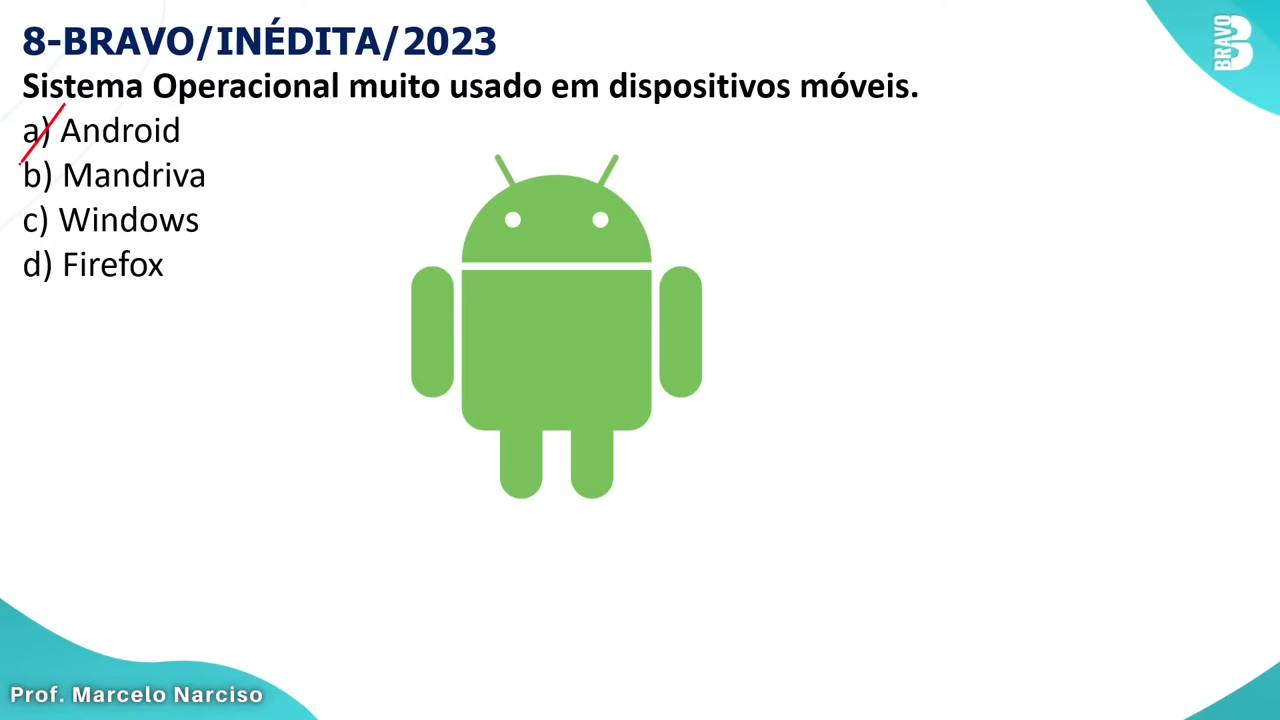 8-BRAVO/INÉDITA/2023
Sistema Operacional muito usado em dispositivos móveis.
a) Android
b) Mandriva
c) Windows
d) Firefox
BRAVO
Prof. Marcelo Narciso